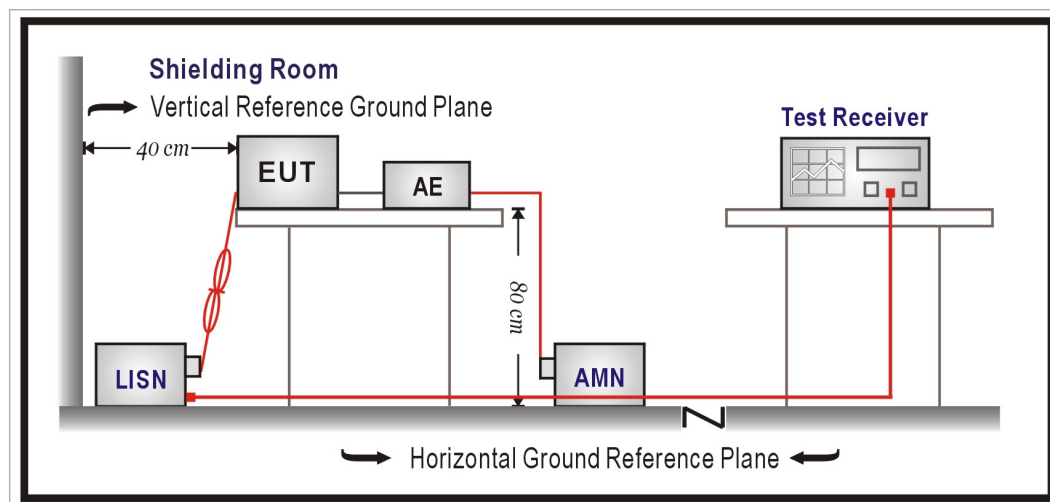 Shielding Room
Vertical Reference Ground Plane
40 cm
EUT
AE
Test Receiver
80 cm
LISN
AMN
Horizontal Ground Reference Plane